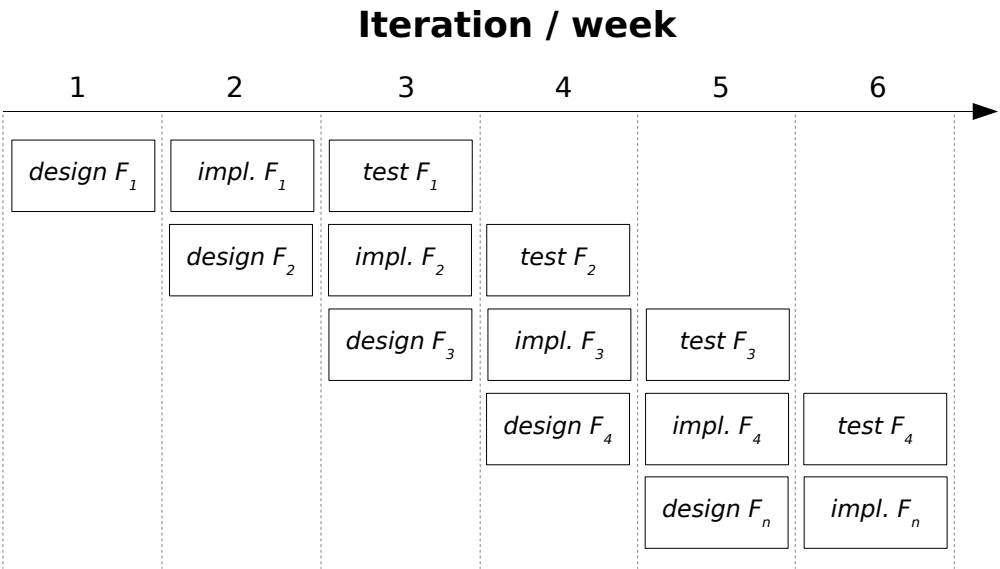 Iteration / week
1 2 3 4 5 6
design F1 impl. F1 test F1
design F2 impl. F2 test F2
design F3 impl. F3 test F3
design F4 impl. F4 test F4
design Fn impl. Fn